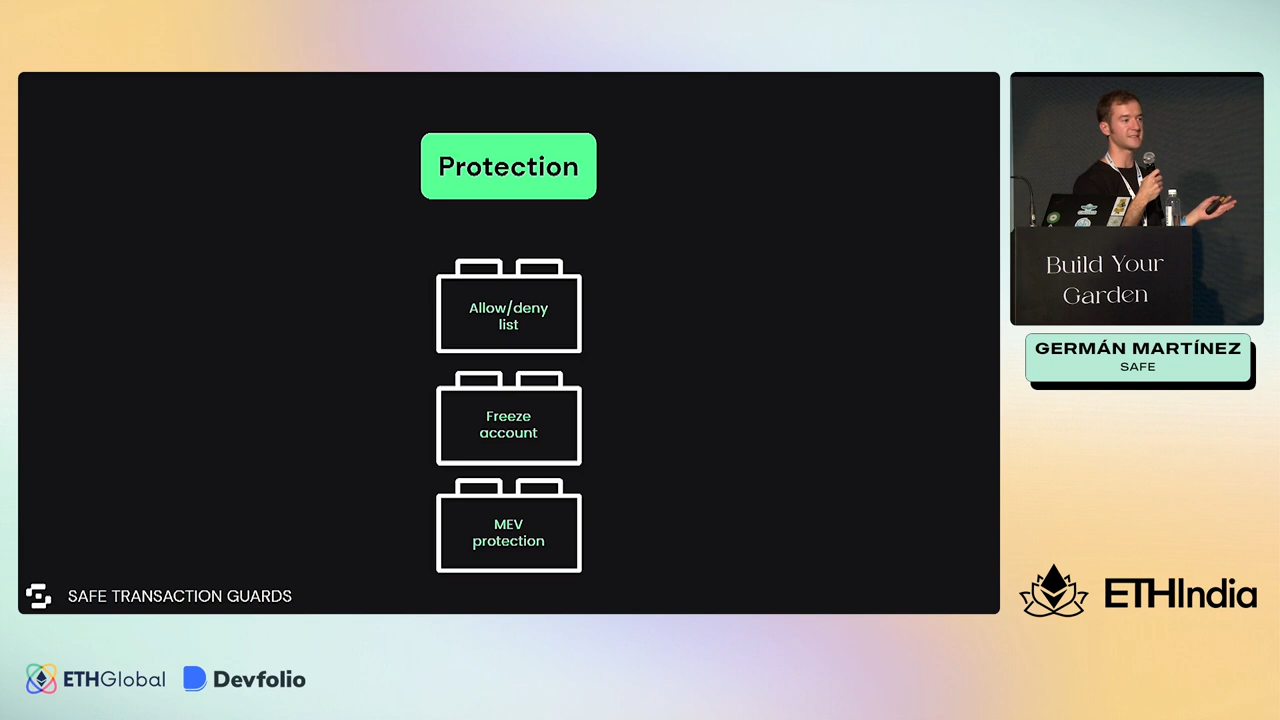 Protection
Allow/deny
list
Freeze
account
MEV
protection
SAFE TRANSACTION GUARDS
Build Your
Garden
GERMÁN MARTÍNEZ
SAFE
ETHIndia
ETHGlobal
Devfolio